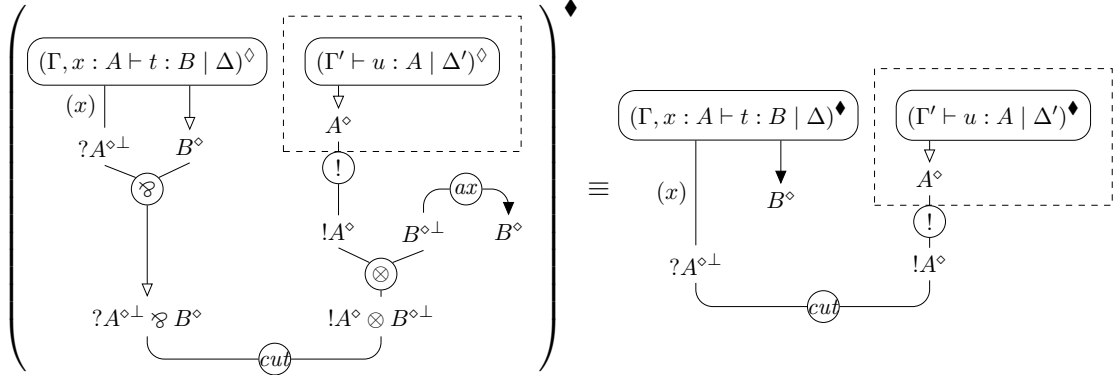 ( )^♦ ≡
(Γ, x : A ⊢ t : B | Δ)^◇ (Γ′ ⊢ u : A | Δ′)^◇
(x) A^⋄
?A^⋄⊥ B^⋄ !
⅋ ax
!A^⋄ B^⋄⊥ B^⋄
⊗
?A^⋄⊥ ⅋ B^⋄ !A^⋄ ⊗ B^⋄⊥
cut
(Γ, x : A ⊢ t : B | Δ)^♦ (Γ′ ⊢ u : A | Δ′)^♦
(x) B^⋄ A^⋄
!
?A^⋄⊥ !A^⋄
cut